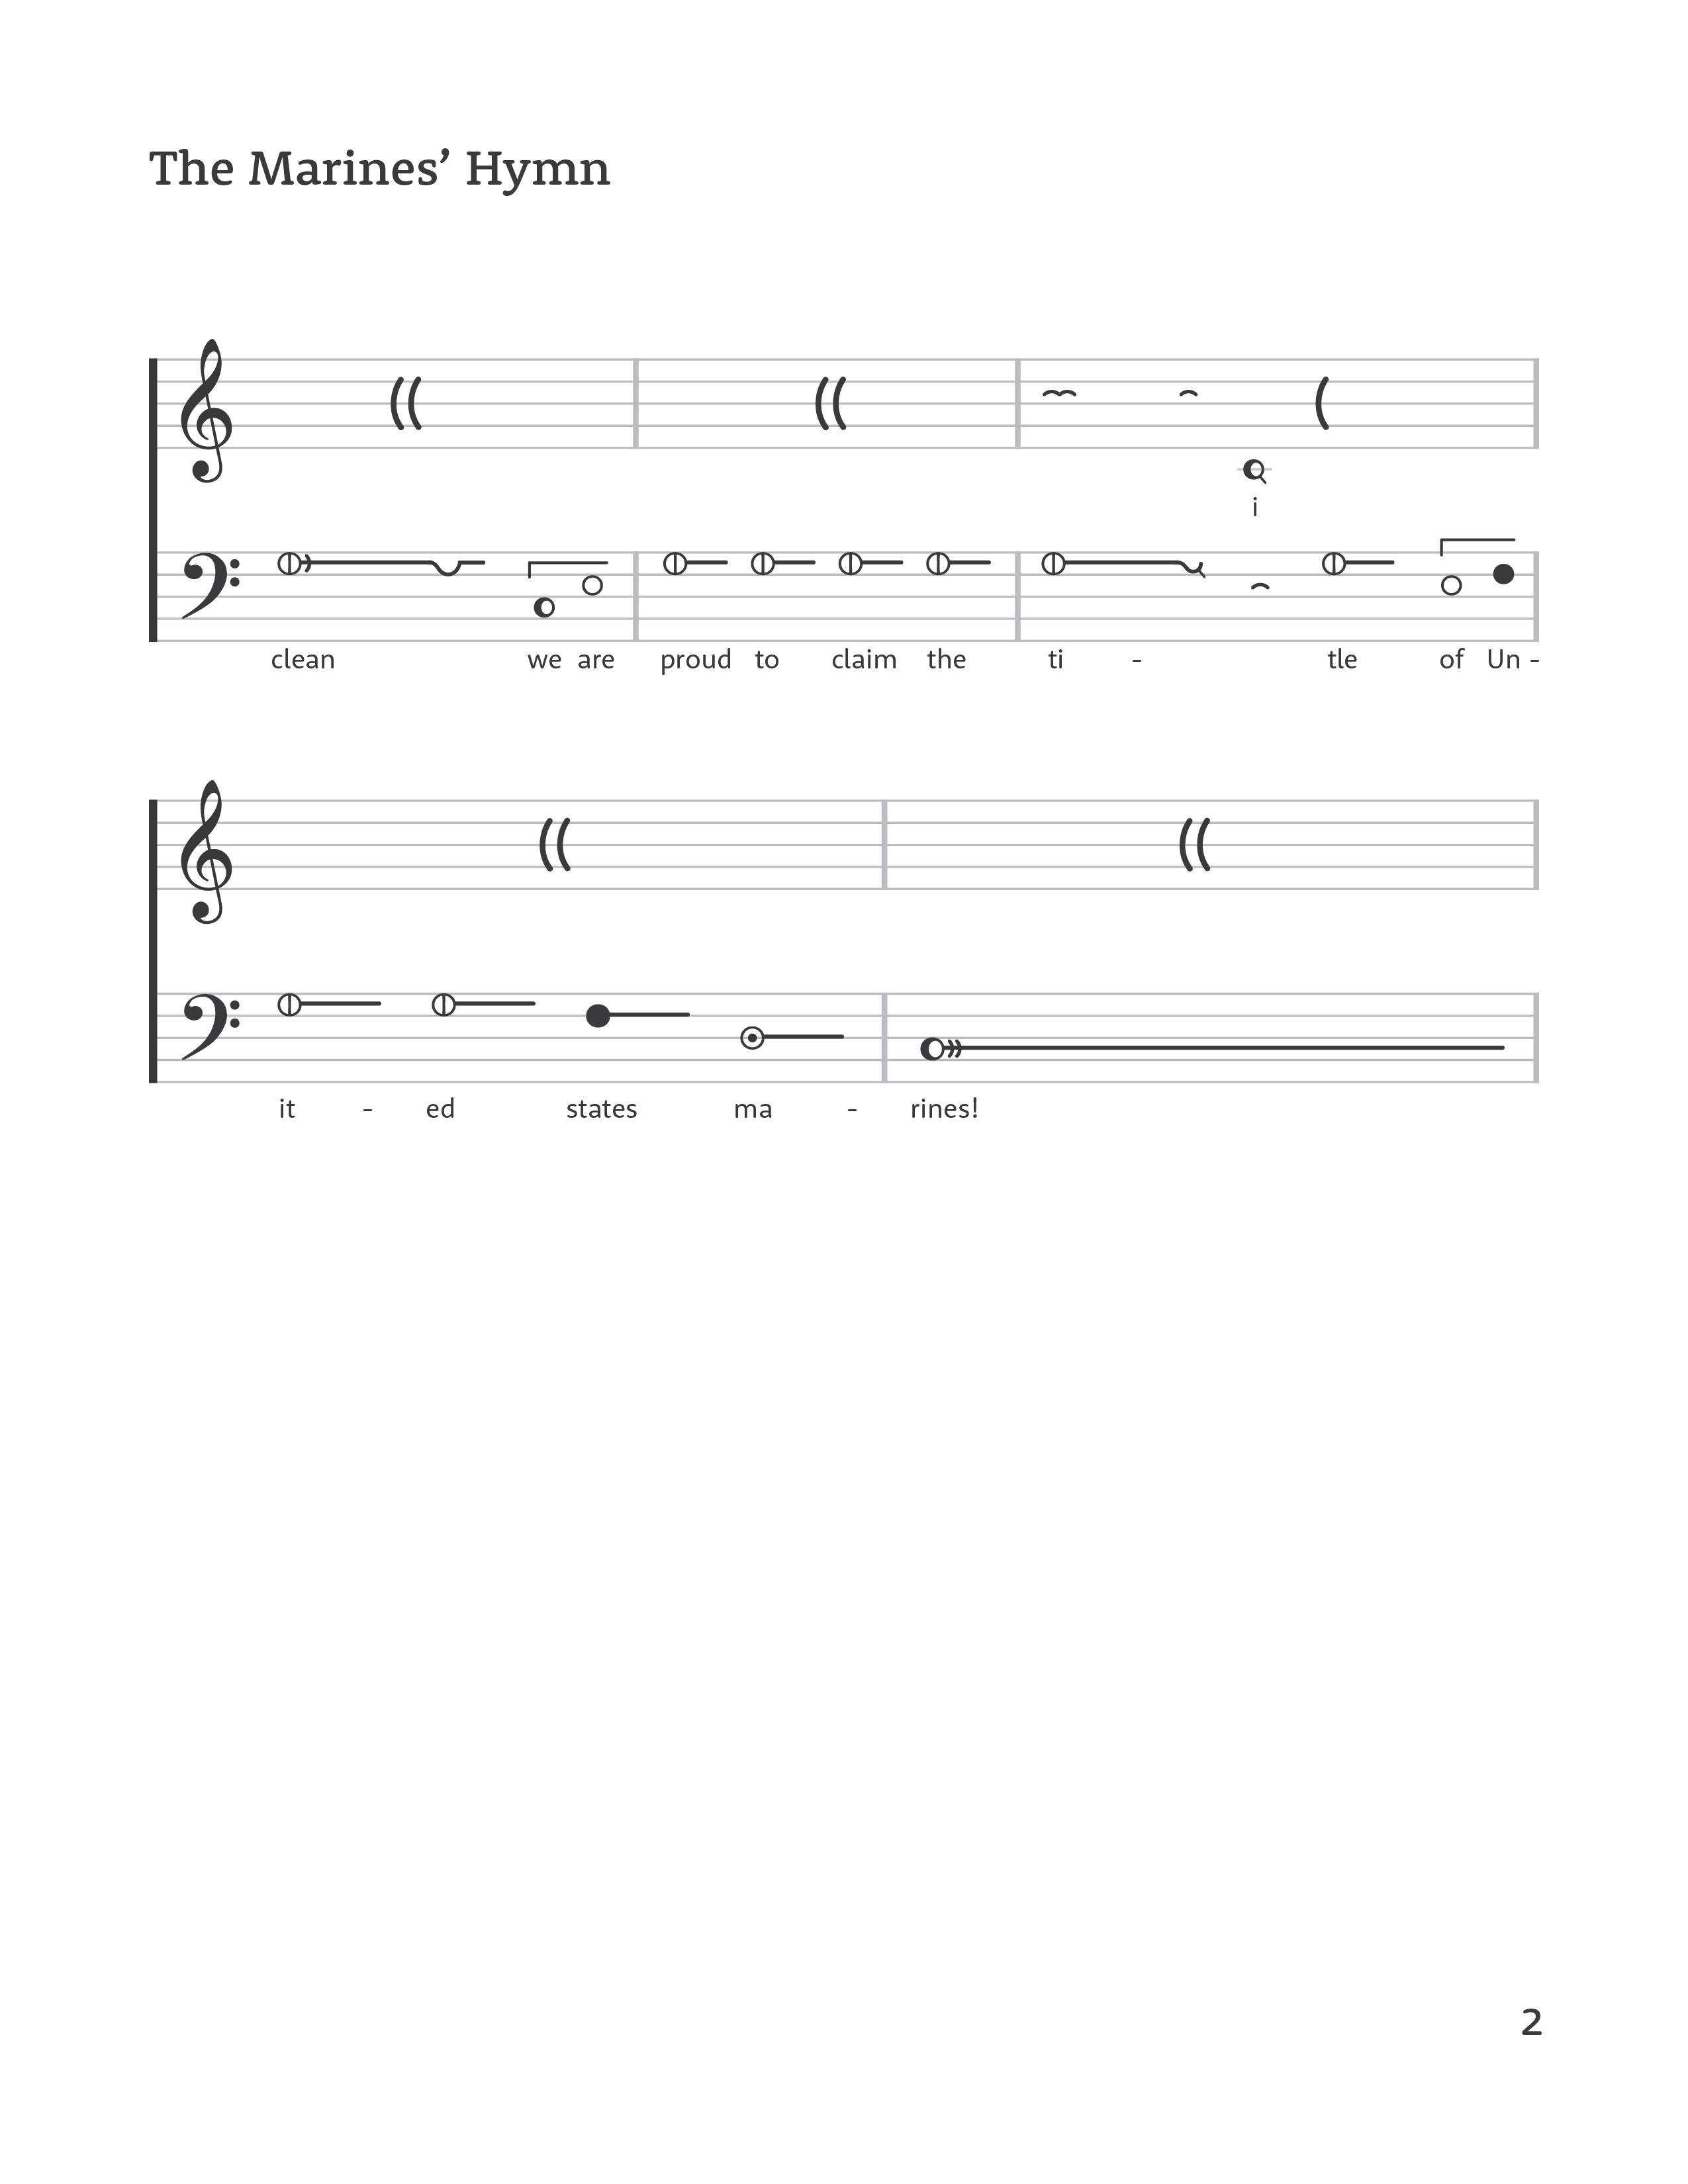 The Marines’ Hymn
i
clean we are proud to claim the ti - tle of Un -
it - ed states ma - rines!
2